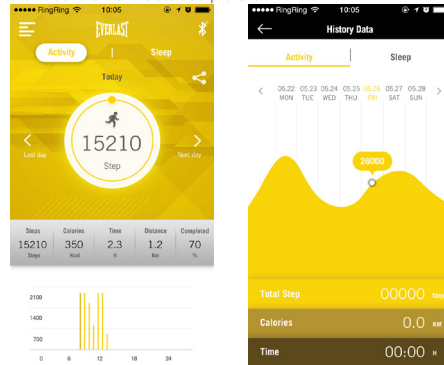 RingRing 10:05
EVERLAST
Activity | Sleep
Today
15210
Step
Last day
Next day
Steps Calories Time Distance Completed
15210 350 2.3 1.2 70
Steps Kcal H Km %
2100
1400
700
0 6 12 18 24
RingRing 10:05
History Data
Activity Sleep
05.22 05.23 05.24 05.25 05.26 05.27 05.28
MON TUE WED THU FRI SAT SUN
26000
Total Step 00000 Step
Calories 0.0 KM
Time 00:00 H